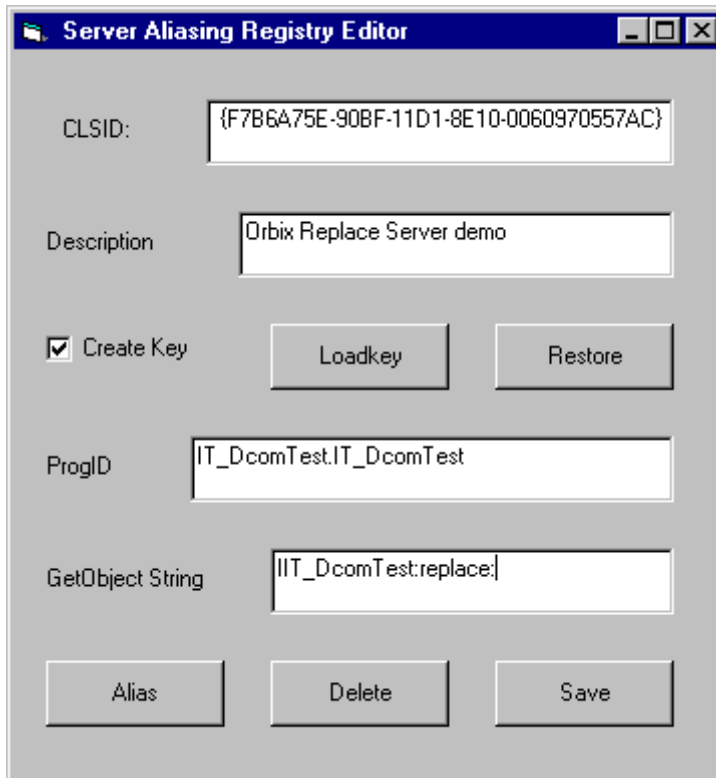 Server Aliasing Registry Editor
CLSID: {F7B6A75E-90BF-11D1-8E10-0060970557AC}
Description Orbix Replace Server demo
Create Key Loadkey Restore
ProgID IT_DcomTest.IT_DcomTest
GetObject String IIT_DcomTest:replace:
Alias Delete Save